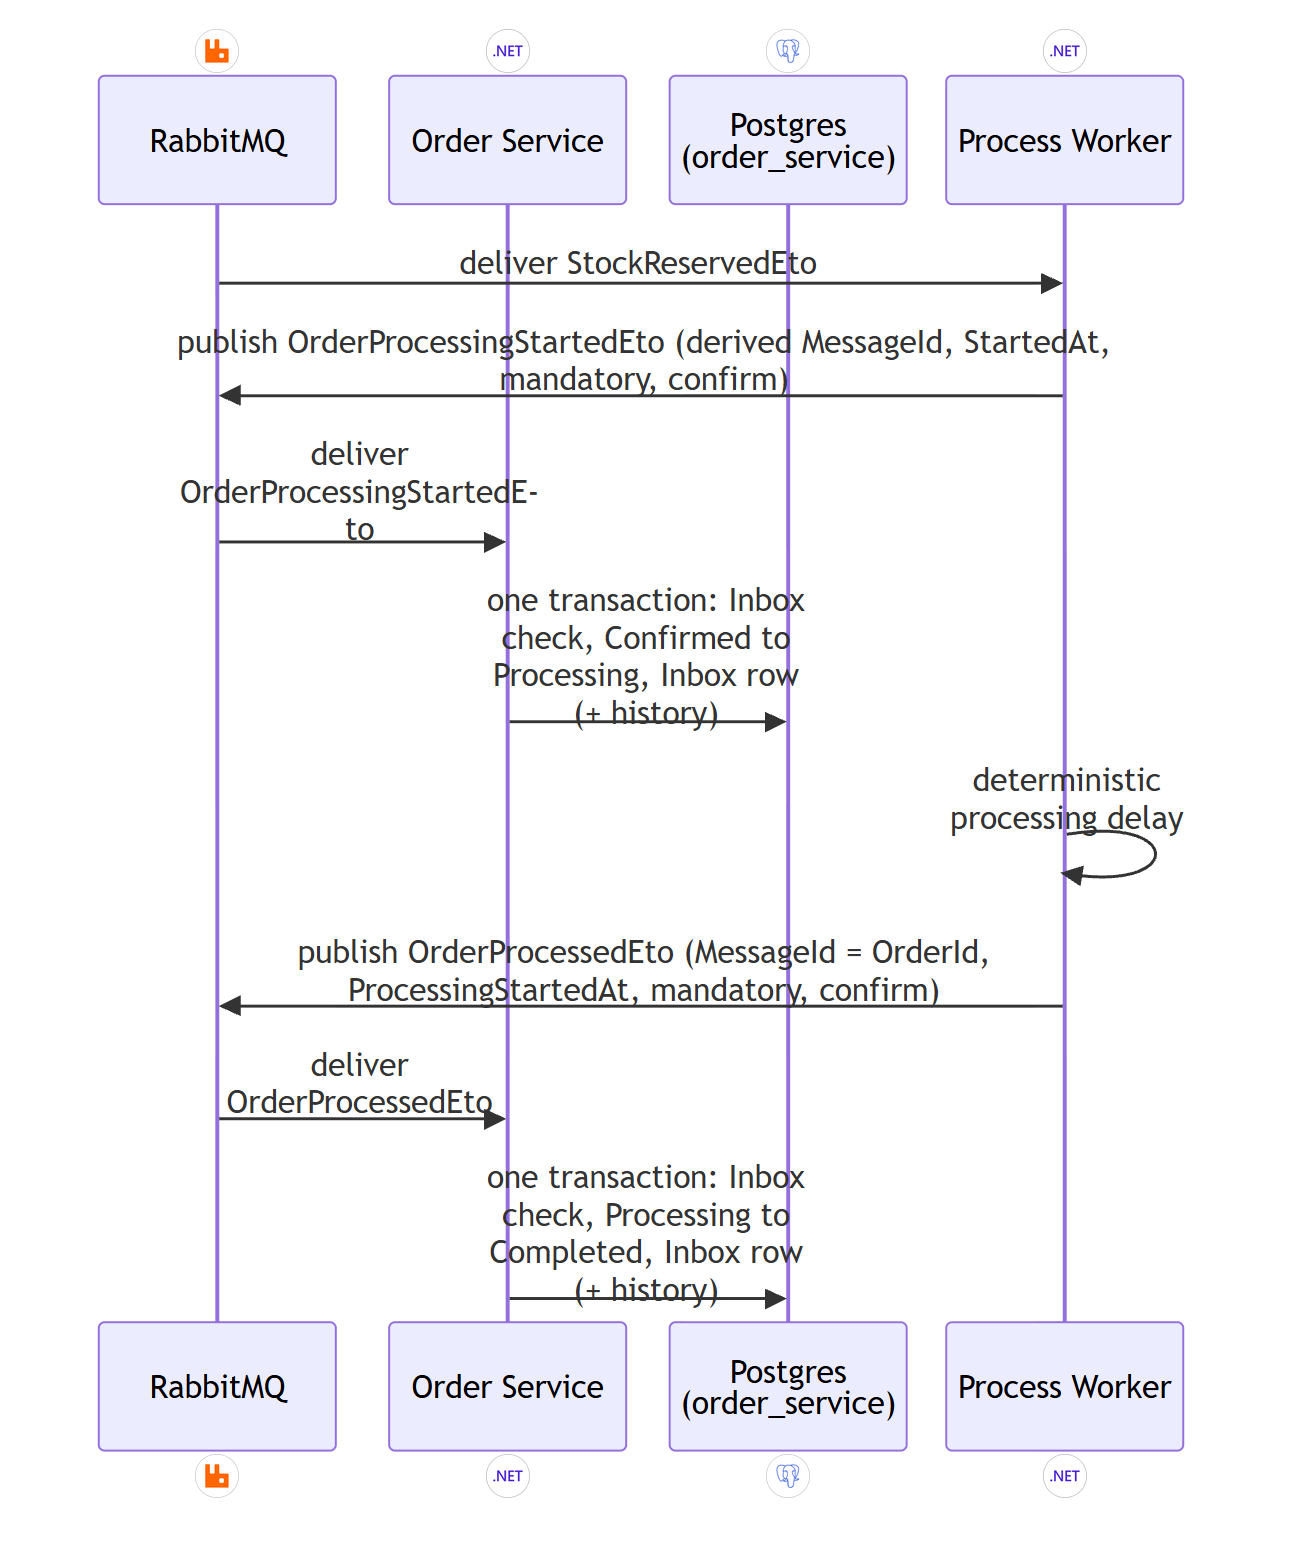 .NET
.NET
RabbitMQ
Order Service
Postgres
(order_service)
Process Worker
deliver StockReservedEto
publish OrderProcessingStartedEto (derived MessageId, StartedAt,
mandatory, confirm)
deliver
OrderProcessingStartedE-
to
one transaction: Inbox
check, Confirmed to
Processing, Inbox row
(+ history)
deterministic
processing delay
publish OrderProcessedEto (MessageId = OrderId,
ProcessingStartedAt, mandatory, confirm)
deliver
OrderProcessedEto
one transaction: Inbox
check, Processing to
Completed, Inbox row
(+ history)
RabbitMQ
Order Service
Postgres
(order_service)
Process Worker
.NET
.NET